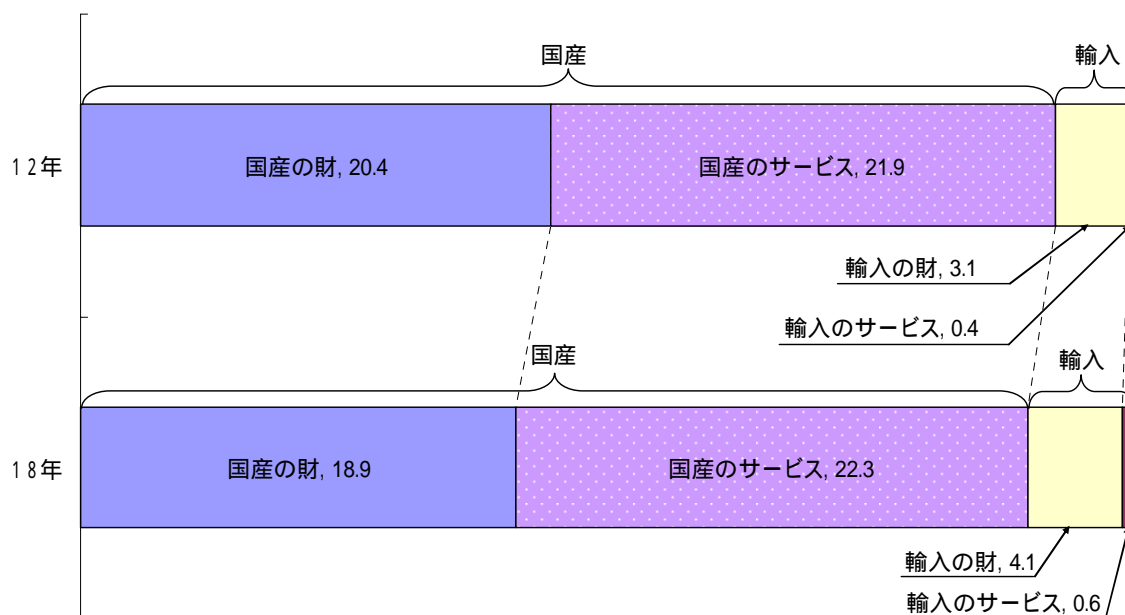 国産
輸入
12年
国産の財, 20.4
国産のサービス, 21.9
輸入の財, 3.1
輸入のサービス, 0.4
国産
輸入
18年
国産の財, 18.9
国産のサービス, 22.3
輸入の財, 4.1
輸入のサービス, 0.6